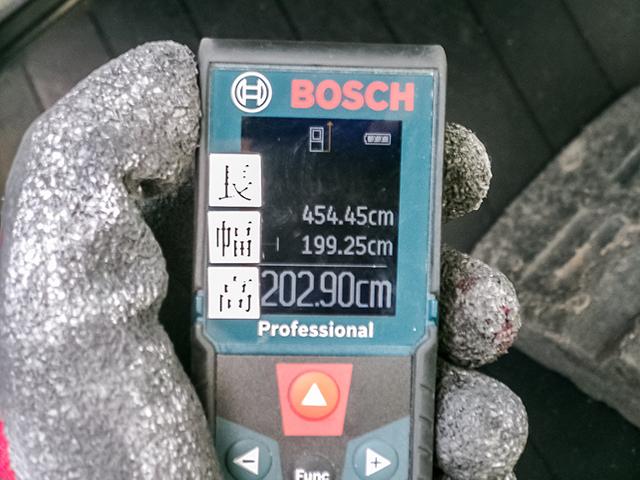 BOSCH
長 454.45cm
幅 199.25cm
高 202.90cm
Professional
Func